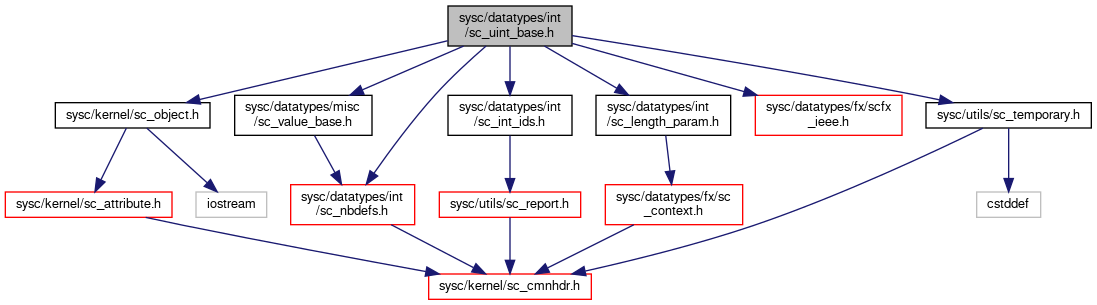 sysc/datatypes/int
/sc_uint_base.h
sysc/kernel/sc_object.h
sysc/datatypes/misc
/sc_value_base.h
sysc/datatypes/int
/sc_int_ids.h
sysc/datatypes/int
/sc_length_param.h
sysc/datatypes/fx/scfx
_ieee.h
sysc/utils/sc_temporary.h
sysc/kernel/sc_attribute.h
iostream
sysc/datatypes/int
/sc_nbdefs.h
sysc/utils/sc_report.h
sysc/datatypes/fx/sc
_context.h
cstddef
sysc/kernel/sc_cmnhdr.h